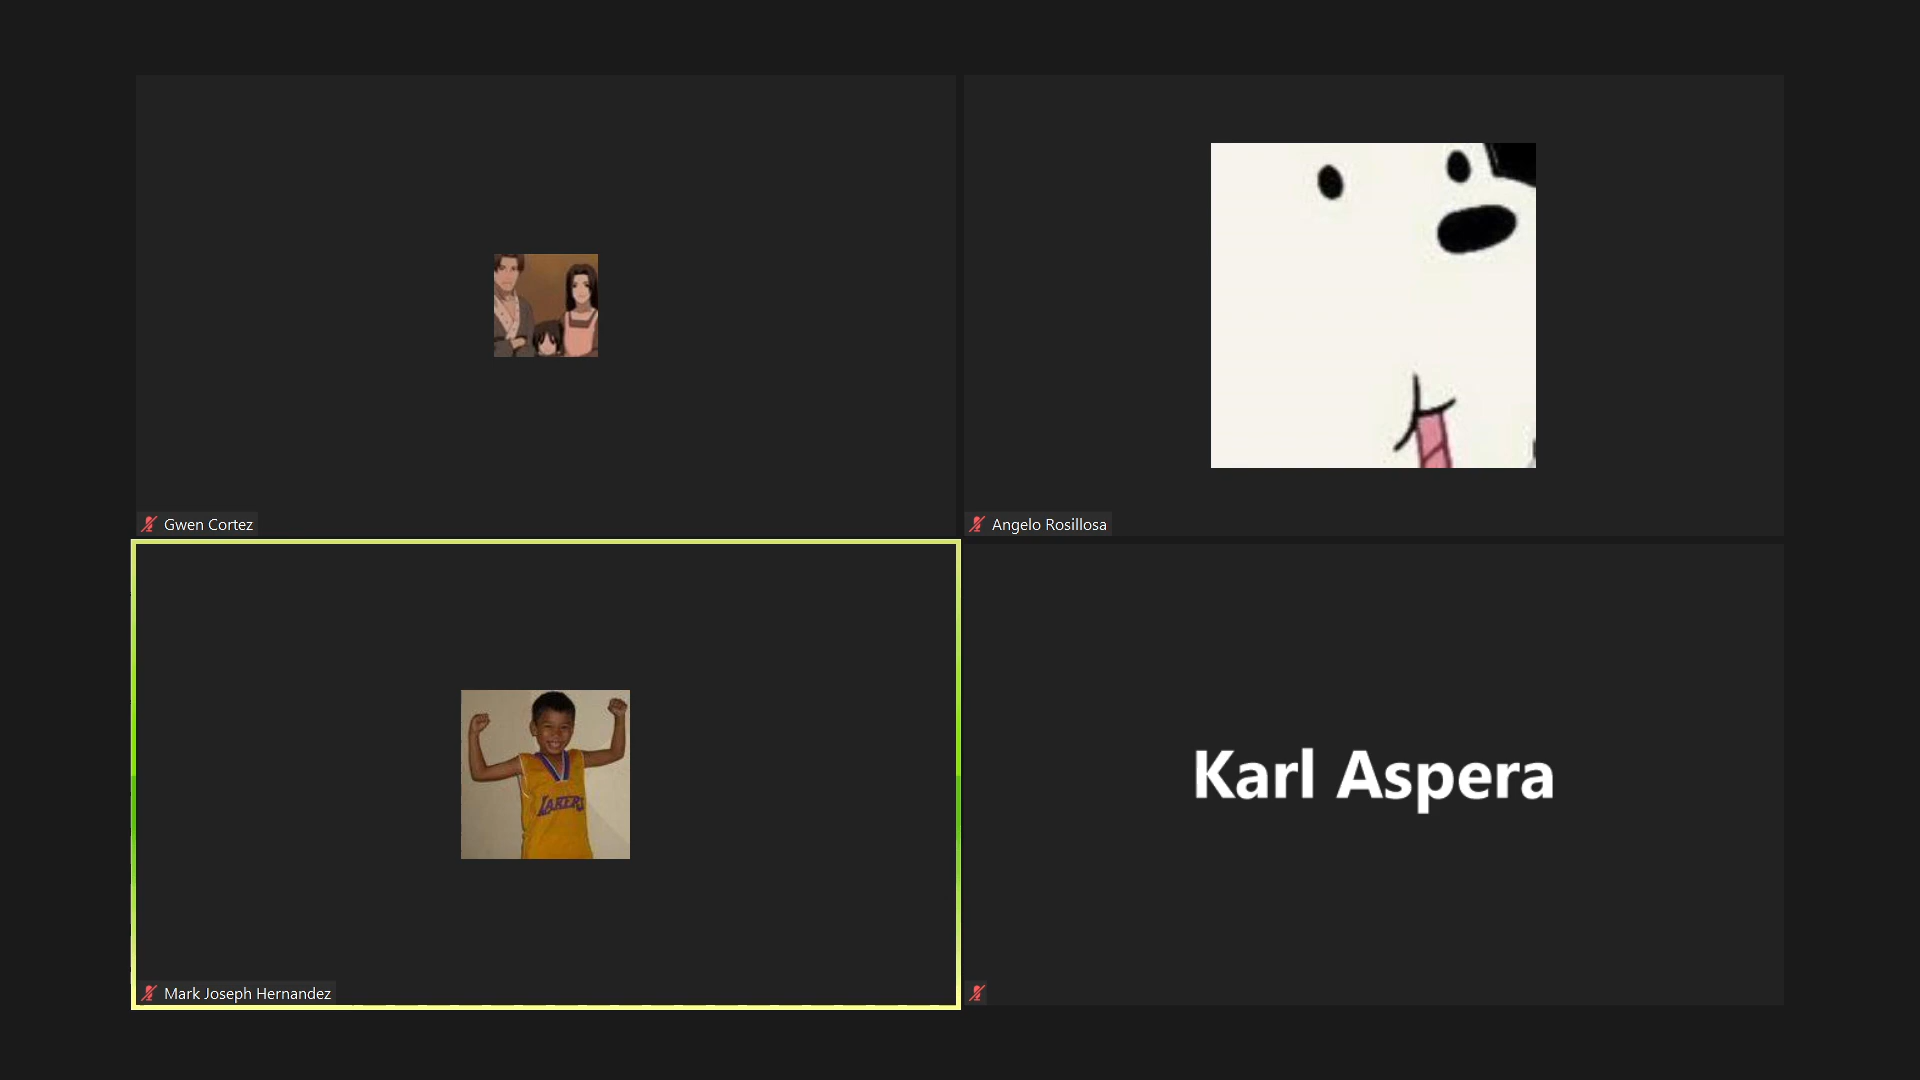 Gwen Cortez
Angelo Rosillosa
LAKERS
Mark Joseph Hernandez
Karl Aspera